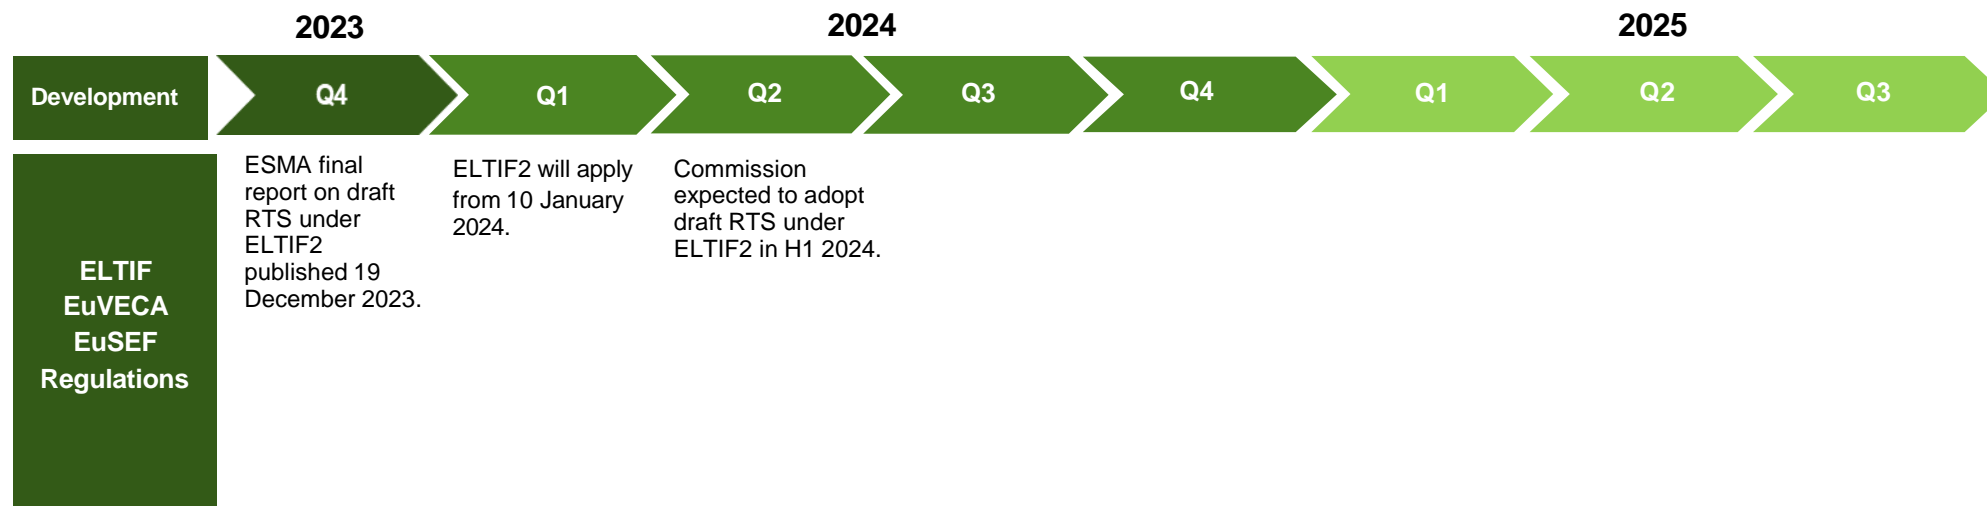 2023
2024
2025
Development
Q4
Q1
Q2
Q3
Q4
Q1
Q2
Q3
ELTIF
EuVECA
EuSEF
Regulations
ESMA final
report on draft
RTS under
ELTIF2
published 19
December 2023.
ELTIF2 will apply
from 10 January
2024.
Commission
expected to adopt
draft RTS under
ELTIF2 in H1 2024.